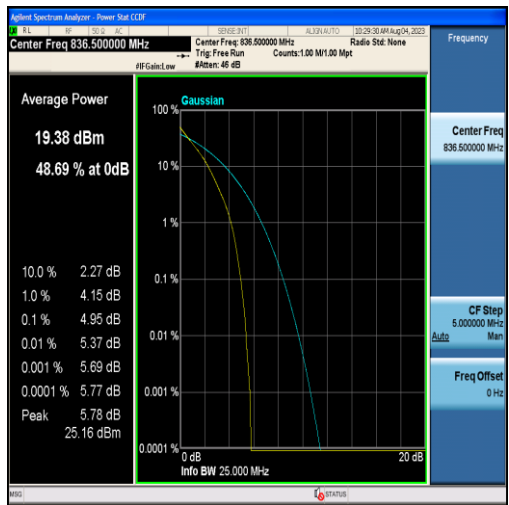 Agilent Spectrum Analyzer - Power Stat CCDF
RL RF 50 Ω AC SENSE:INT ALIGN AUTO 10:29:30 AM Aug 04, 2023
Center Freq 836.500000 MHz
Center Freq: 836.500000 MHz Radio Std: None
Trig: Free Run Counts:1.00 M/1.00 Mpt
#IFGain:Low #Atten: 46 dB
Frequency
Average Power
19.38 dBm
48.69 % at 0dB
10.0 % 2.27 dB
1.0 % 4.15 dB
0.1 % 4.95 dB
0.01 % 5.37 dB
0.001 % 5.69 dB
0.0001 % 5.77 dB
Peak 5.78 dB
25.16 dBm
Gaussian
100 %
10 %
1 %
0.1 %
0.01 %
0.001 %
0.0001 %
0 dB 20 dB
Info BW 25.000 MHz
Center Freq
836.500000 MHz
CF Step
5.000000 MHz
Auto Man
Freq Offset
0 Hz
MSG STATUS